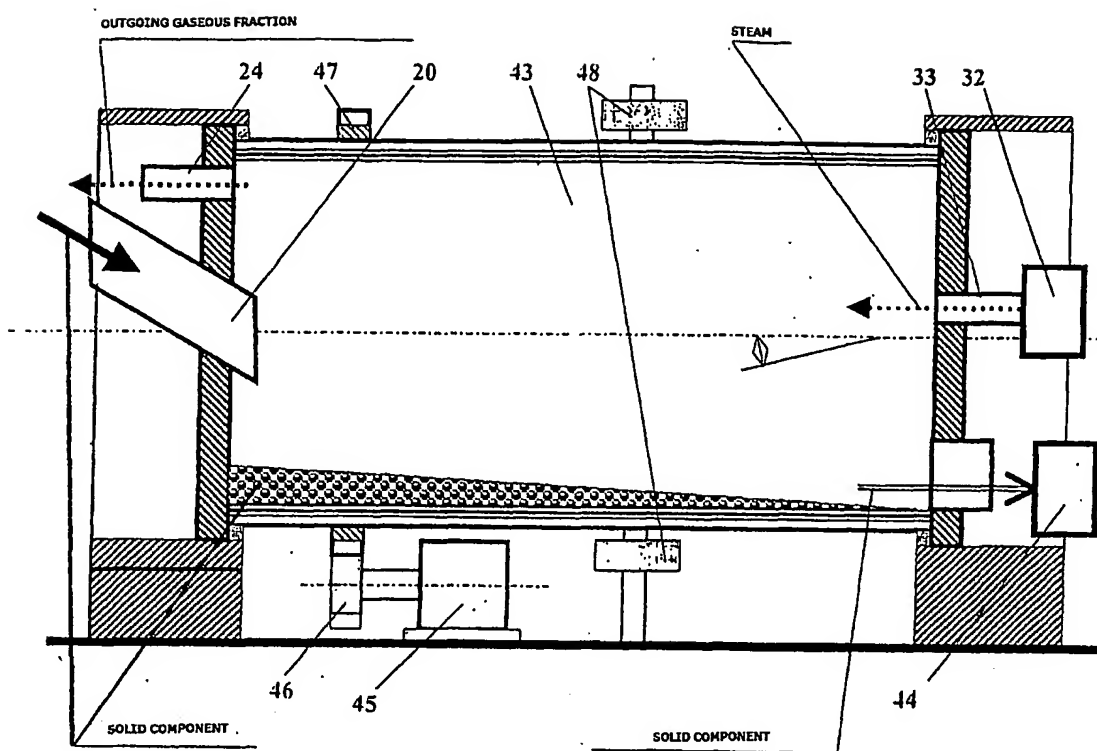 OUTGOING GASEOUS FRACTION
STEAM
24 47 20 43 48 33 32
46 45 44
SOLID COMPONENT
SOLID COMPONENT